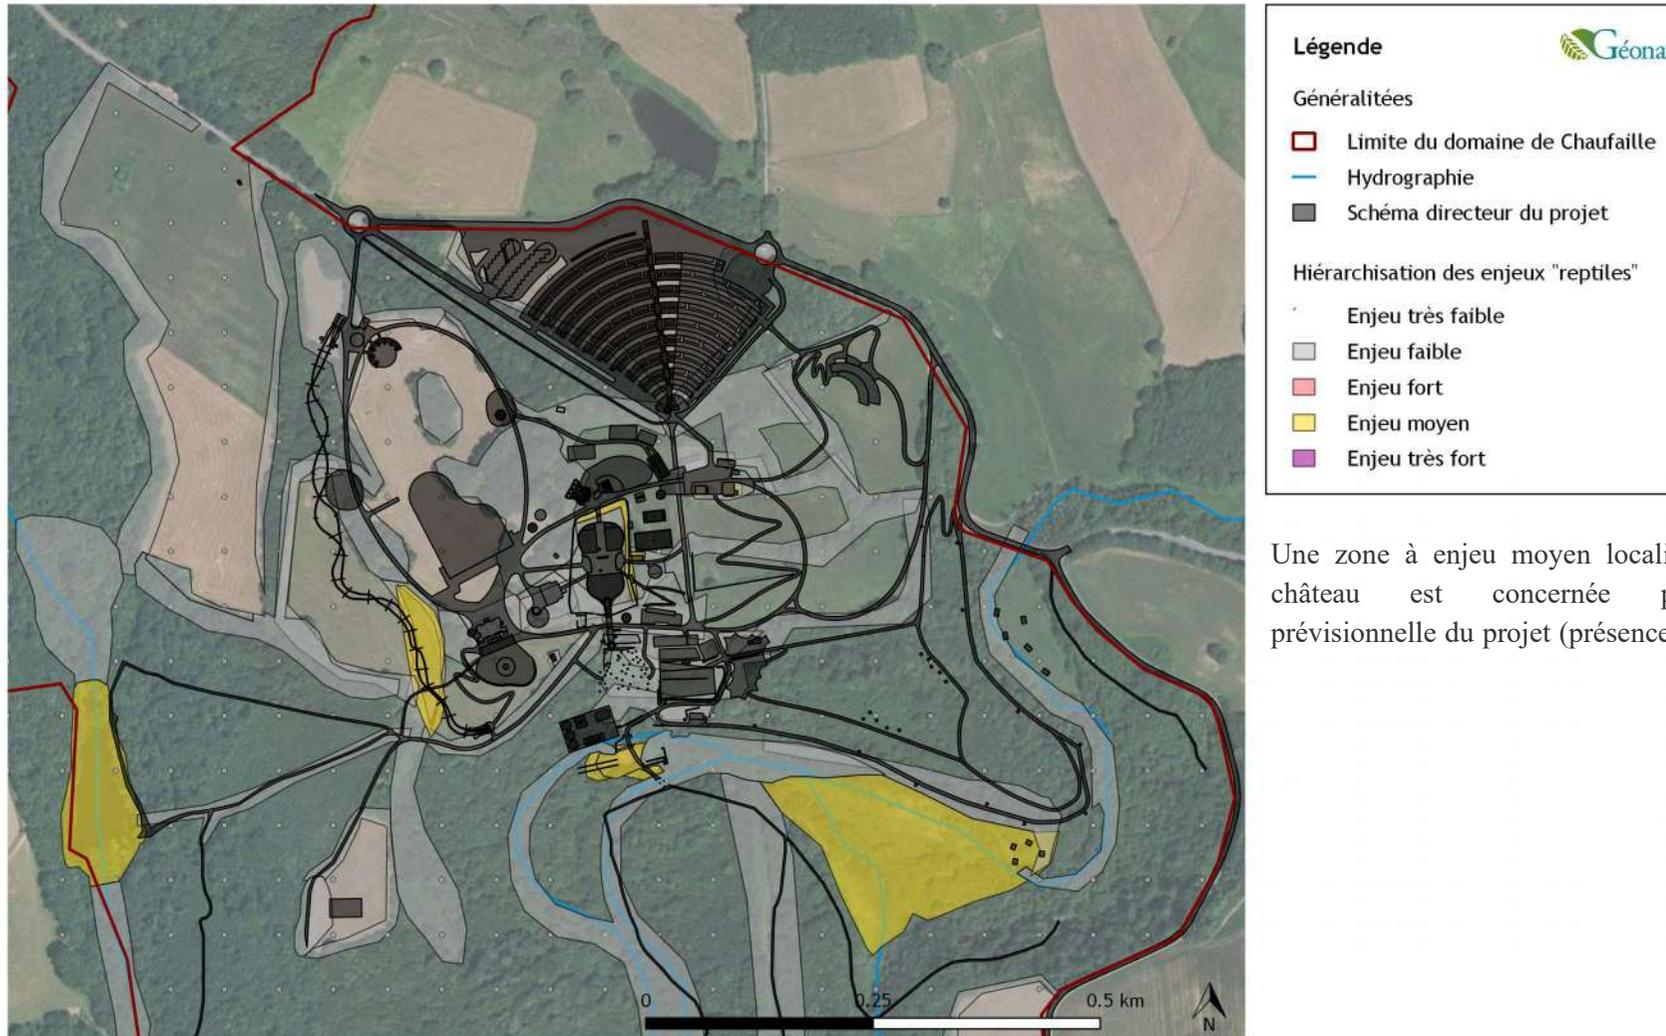 Légende
Géona
Généralitées
Limite du domaine de Chaufaille
Hydrographie
Schéma directeur du projet
Hiérarchisation des enjeux "reptiles"
Enjeu très faible
Enjeu faible
Enjeu fort
Enjeu moyen
Enjeu très fort
Une zone à enjeu moyen locali
château est concernée p
prévisionnelle du projet (présence
0 0.25 0.5 km
N